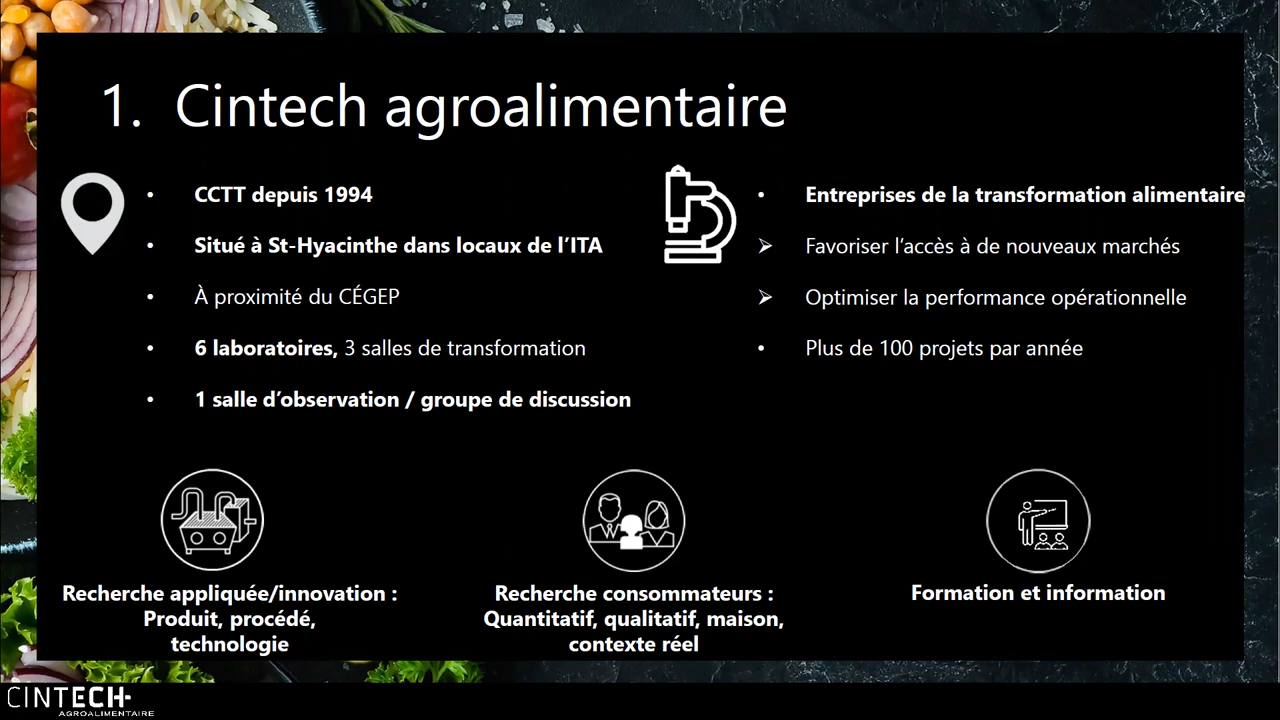 1. Cintech agroalimentaire
• CCTT depuis 1994
• Situé à St-Hyacinthe dans locaux de l’ITA
• À proximité du CÉGEP
• 6 laboratoires, 3 salles de transformation
• 1 salle d’observation / groupe de discussion
• Entreprises de la transformation alimentaire
➢ Favoriser l’accès à de nouveaux marchés
➢ Optimiser la performance opérationnelle
• Plus de 100 projets par année
Recherche appliquée/innovation :
Produit, procédé,
technologie
Recherche consommateurs :
Quantitatif, qualitatif, maison,
contexte réel
Formation et information
CINTECH
AGROALIMENTAIRE